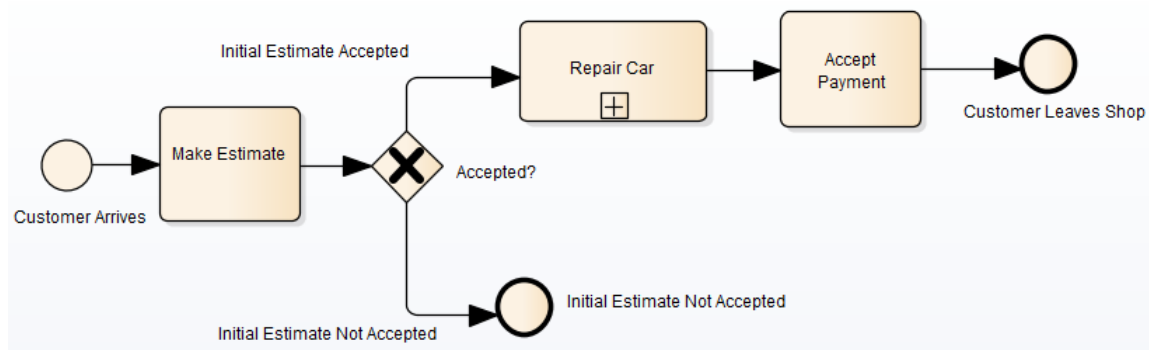 Initial Estimate Accepted
Repair Car
Accept
Payment
Customer Leaves Shop
Make Estimate
Accepted?
Customer Arrives
Initial Estimate Not Accepted
Initial Estimate Not Accepted